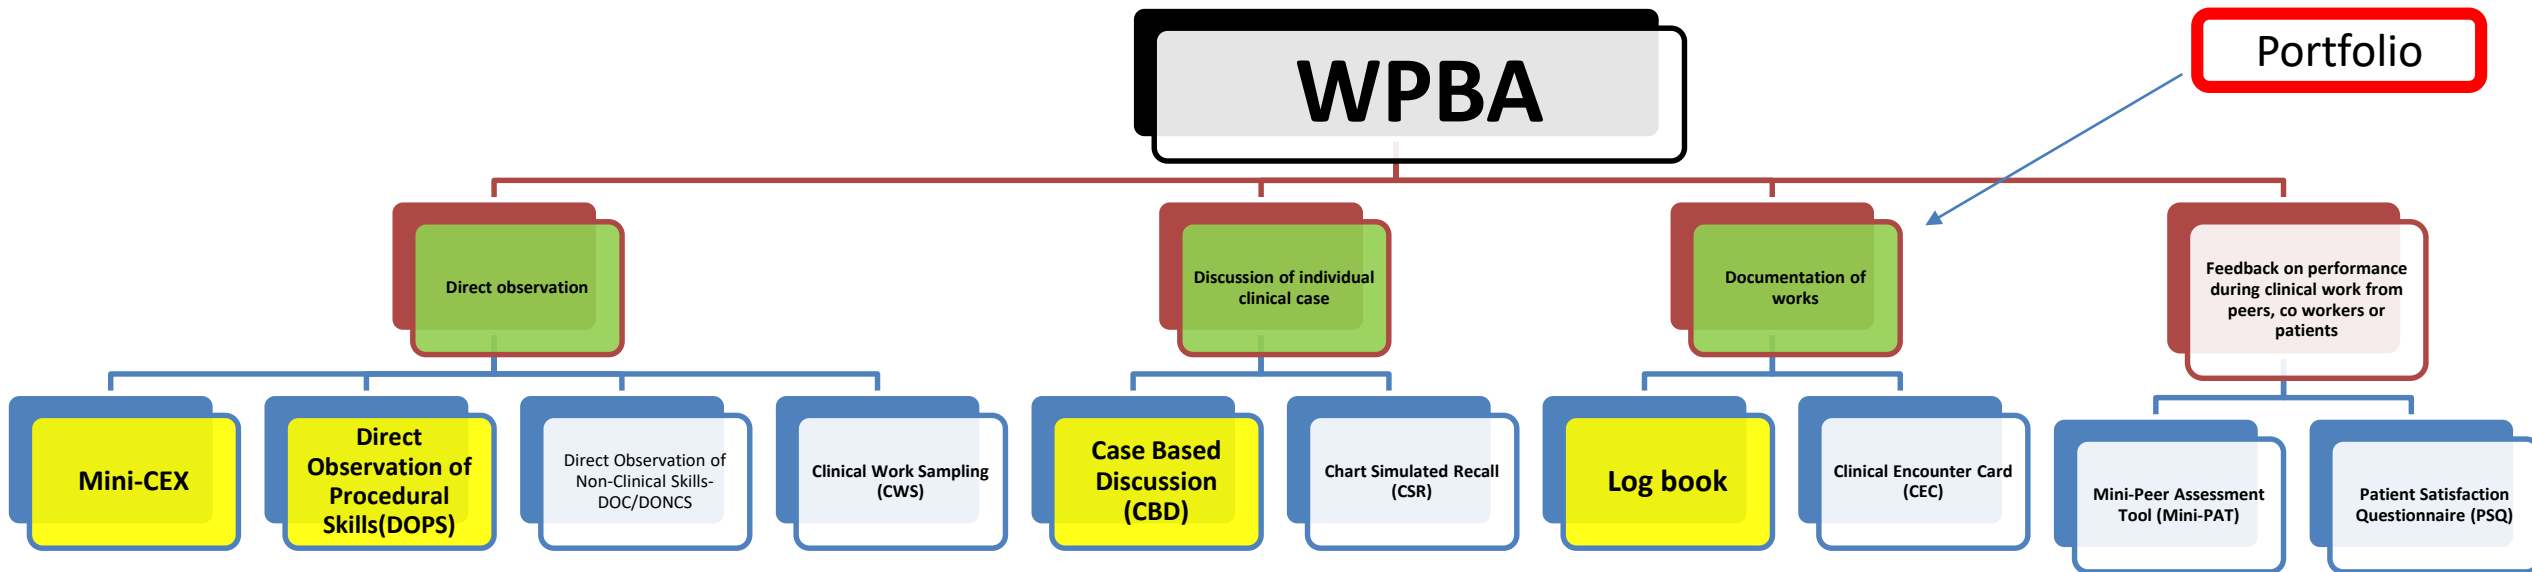 WPBA
Portfolio
Direct observation
Discussion of individual
clinical case
Documentation of
works
Feedback on performance
during clinical work from
peers, co workers or
patients
Mini-CEX
Direct
Observation of
Procedural
Skills(DOPS)
Direct Observation of
Non-Clinical Skills-
DOC/DONCS
Clinical Work Sampling
(CWS)
Case Based
Discussion
(CBD)
Chart Simulated Recall
(CSR)
Log book
Clinical Encounter Card
(CEC)
Mini-Peer Assessment
Tool (Mini-PAT)
Patient Satisfaction
Questionnaire (PSQ)